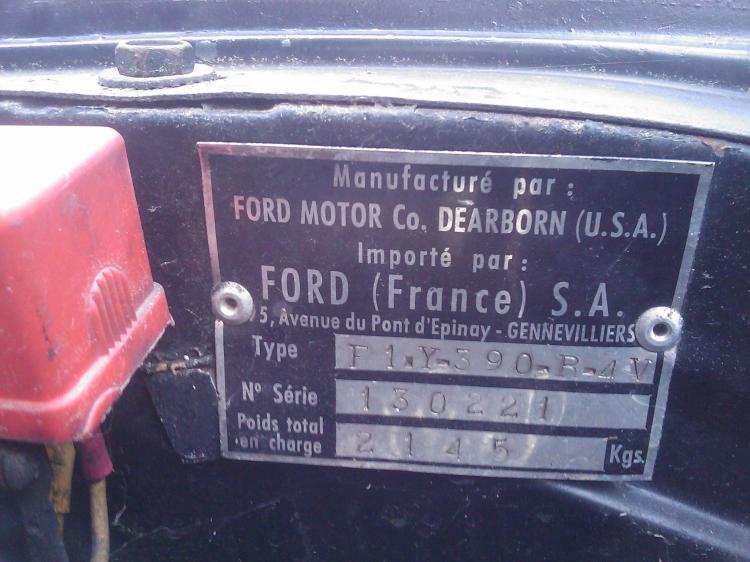 Manufacturé par :
FORD MOTOR Co. DEARBORN (U.S.A.)
Importé par :
FORD (France) S.A.
5, Avenue du Pont d'Epinay - GENNEVILLIERS
Type F1.Y-390-B-4V
N° Série 130221
Poids total
en charge 2145 Kgs.